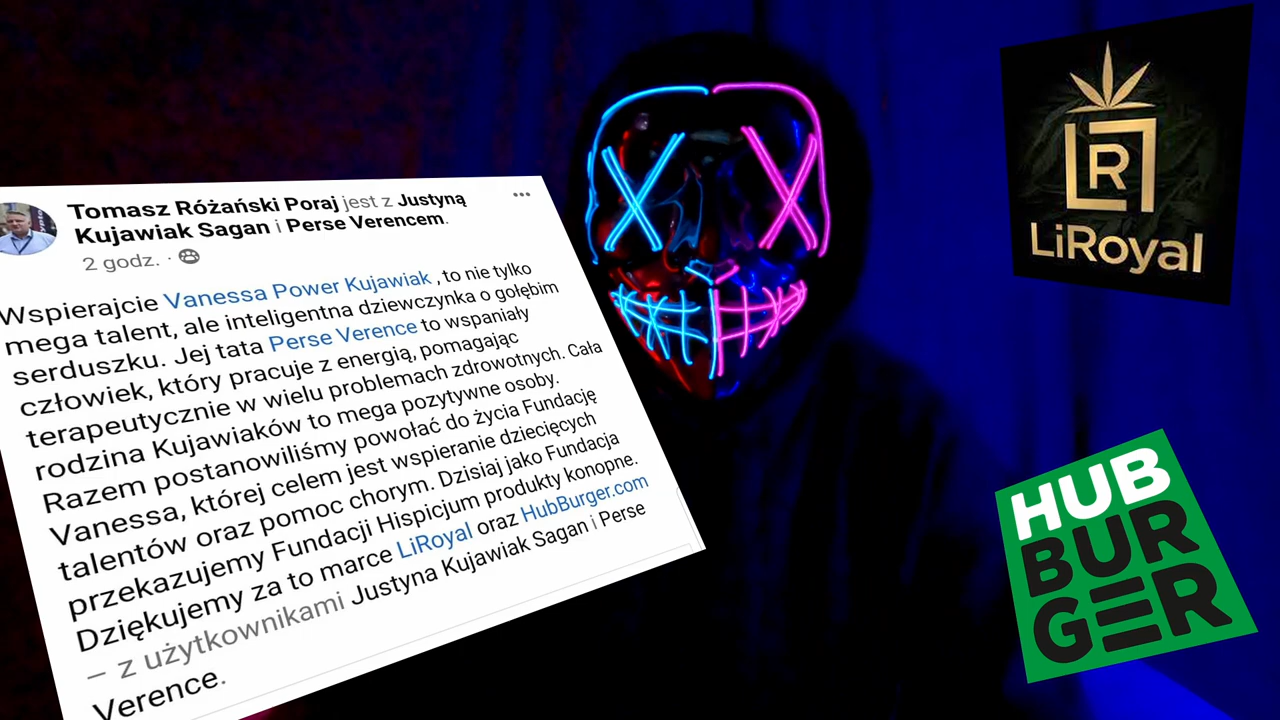 Tomasz Różański Poraj jest z Justyną
Kujawiak Sagan i Perse Verencem.
2 godz. ·
Wspierajcie Vanessa Power Kujawiak , to nie tylko
mega talent, ale inteligentna dziewczynka o gołębim
serduszku. Jej tata Perse Verence to wspaniały
człowiek, który pracuje z energią, pomagając
terapeutycznie w wielu problemach zdrowotnych. Cała
rodzina Kujawiaków to mega pozytywne osoby.
Razem postanowiliśmy powołać do życia Fundację
Vanessa, której celem jest wspieranie dziecięcych
talentów oraz pomoc chorym. Dzisiaj jako Fundacja
przekazujemy Fundacji Hispicjum produkty konopne.
Dziękujemy za to marce LiRoyal oraz HubBurger.com
– z użytkownikami Justyna Kujawiak Sagan i Perse
Verence.
LR
LiRoyal
HUB
BUR
GER